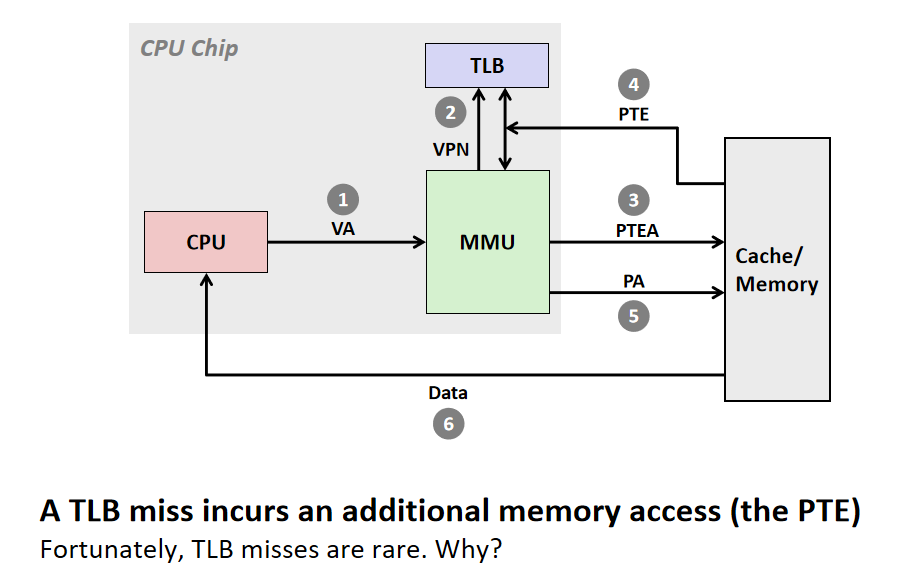 CPU Chip
TLB
4
PTE
2
VPN
1
VA
3
PTEA
CPU
MMU
Cache/
Memory
PA
5
Data
6
A TLB miss incurs an additional memory access (the PTE)
Fortunately, TLB misses are rare. Why?